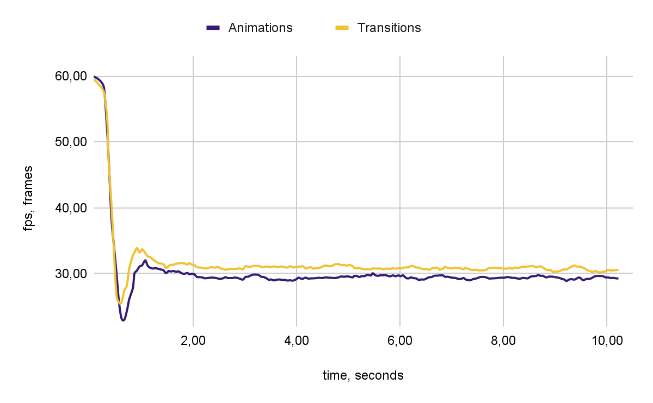 Animations Transitions
60,00
50,00
40,00
30,00
fps, frames
2,00 4,00 6,00 8,00 10,00
time, seconds